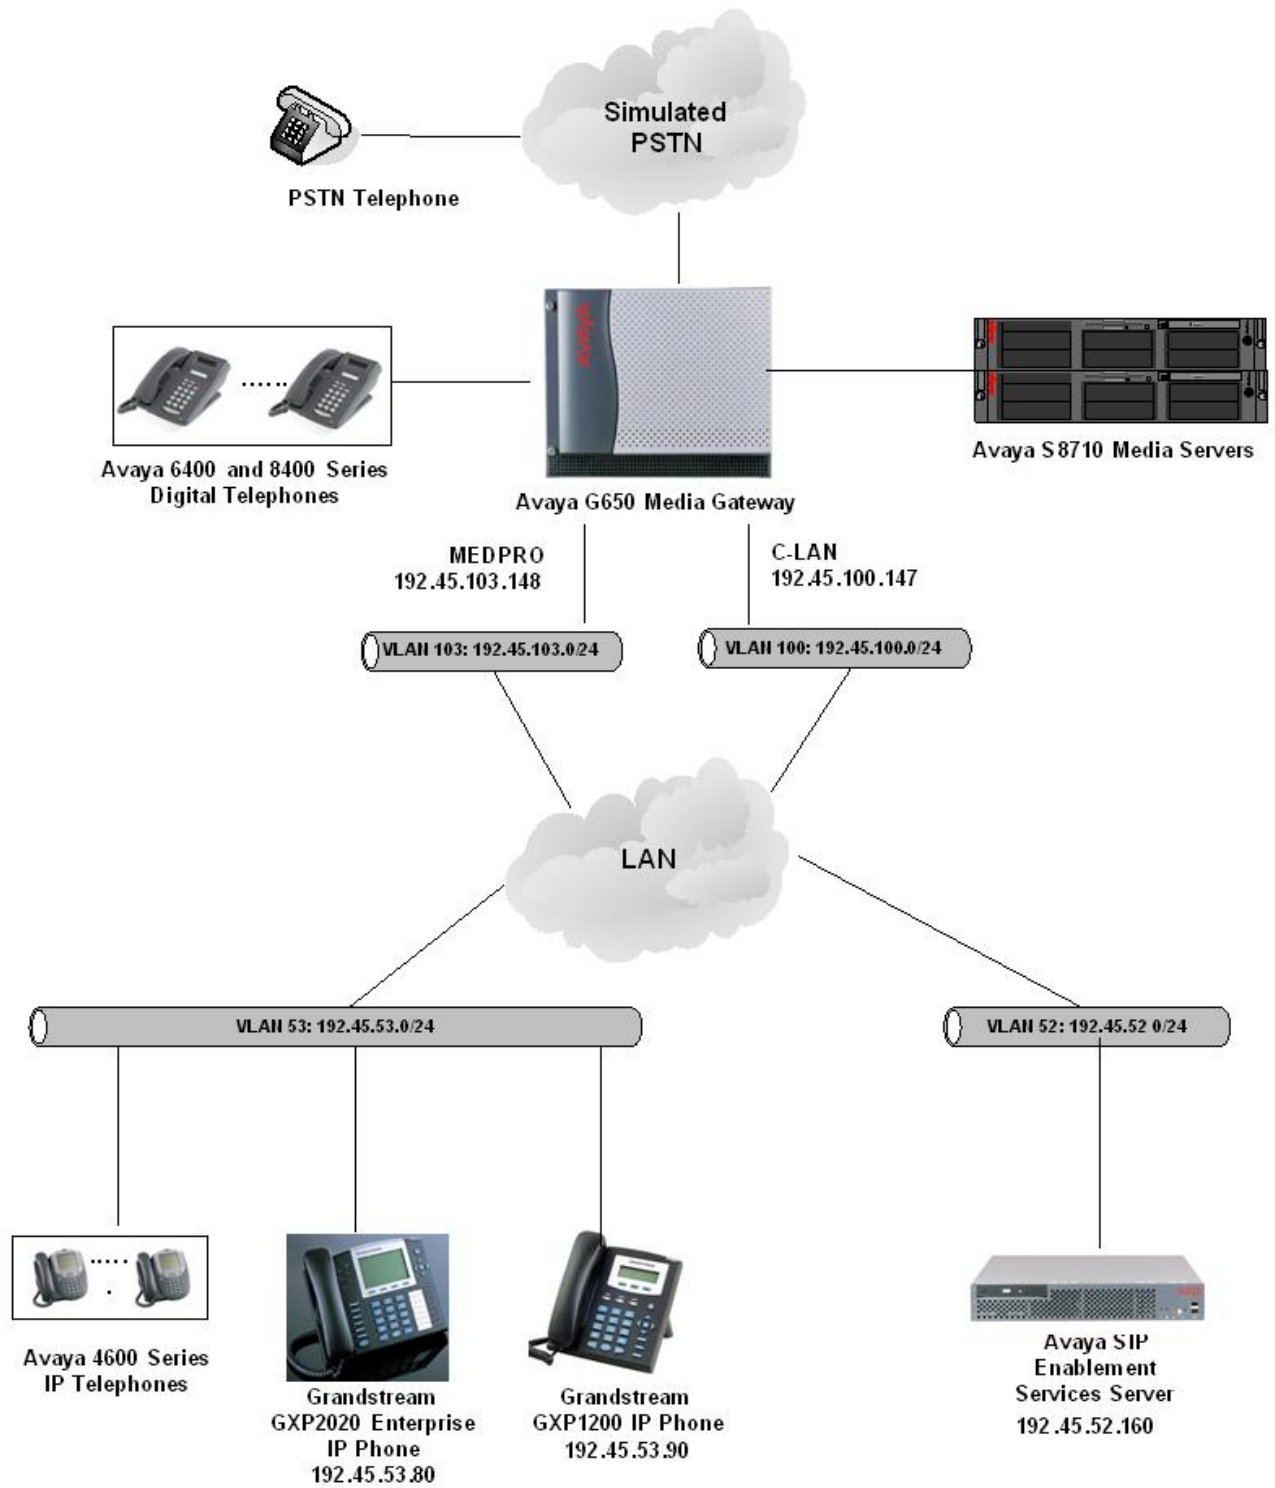 Simulated
PSTN
PSTN Telephone
AVAYA
Avaya 6400 and 8400 Series
Digital Telephones
Avaya S8710 Media Servers
Avaya G650 Media Gateway
MEDPRO
192.45.103.148
C-LAN
192.45.100.147
VLAN 103: 192.45.103.0/24
VLAN 100: 192.45.100.0/24
LAN
VLAN 53: 192.45.53.0/24
VLAN 52: 192.45.52 0/24
Avaya 4600 Series
IP Telephones
Grandstream
GXP2020 Enterprise
IP Phone
192.45.53.80
Grandstream
GXP1200 IP Phone
192.45.53.90
Avaya SIP
Enablement
Services Server
192.45.52.160